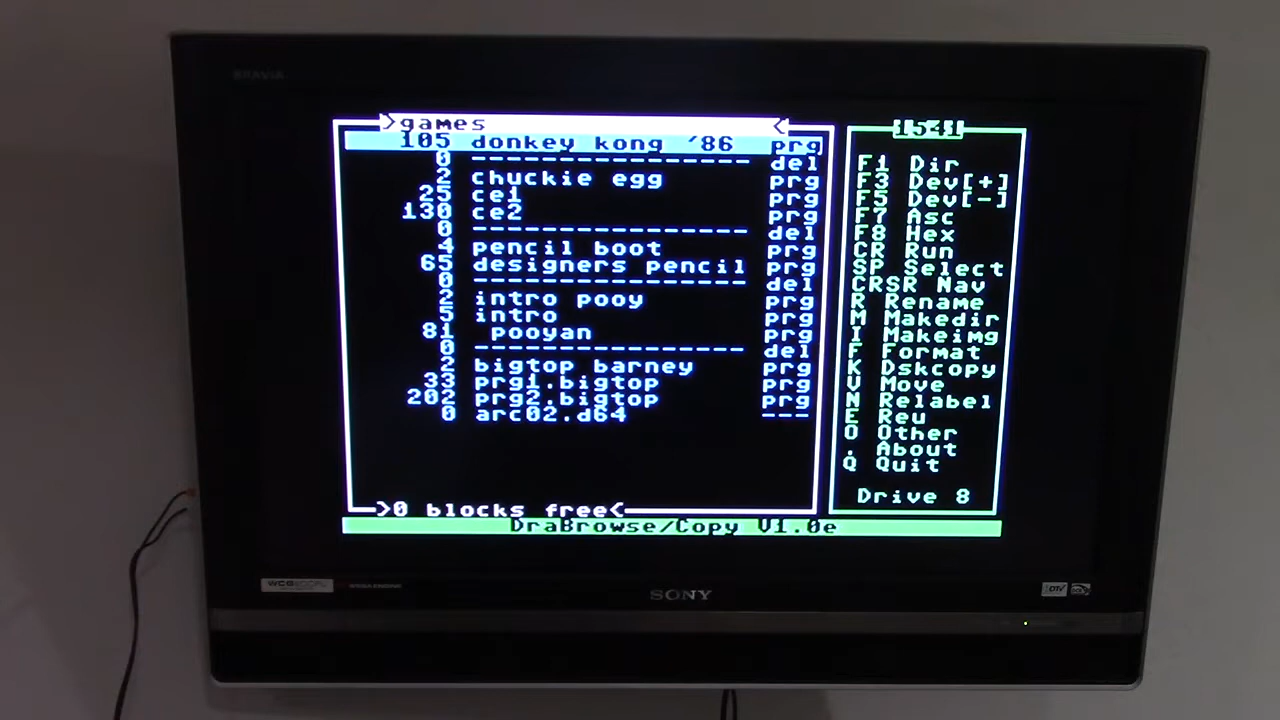 BRAVIA
>games <
105 donkey kong '86 prg
0 ---------------- del
2 chuckie egg prg
25 ce1 prg
130 ce2 prg
0 ---------------- del
4 pencil boot prg
65 designers pencil prg
0 ---------------- del
2 intro pooy prg
5 intro prg
81 pooyan prg
0 ---------------- del
2 bigtop barney prg
33 prg1.bigtop prg
202 prg2.bigtop prg
0 arc02.d64 ---
>0 blocks free<
[1541]
F1 Dir
F3 Dev[+]
F5 Dev[-]
F7 Asc
F8 Hex
CR Run
SP Select
CRSR Nav
R Rename
M Makedir
I Makeimg
F Format
K Dskcopy
V Move
N Relabel
E Reu
O Other
. About
Q Quit
Drive 8
DraBrowse/Copy V1.0e
SONY